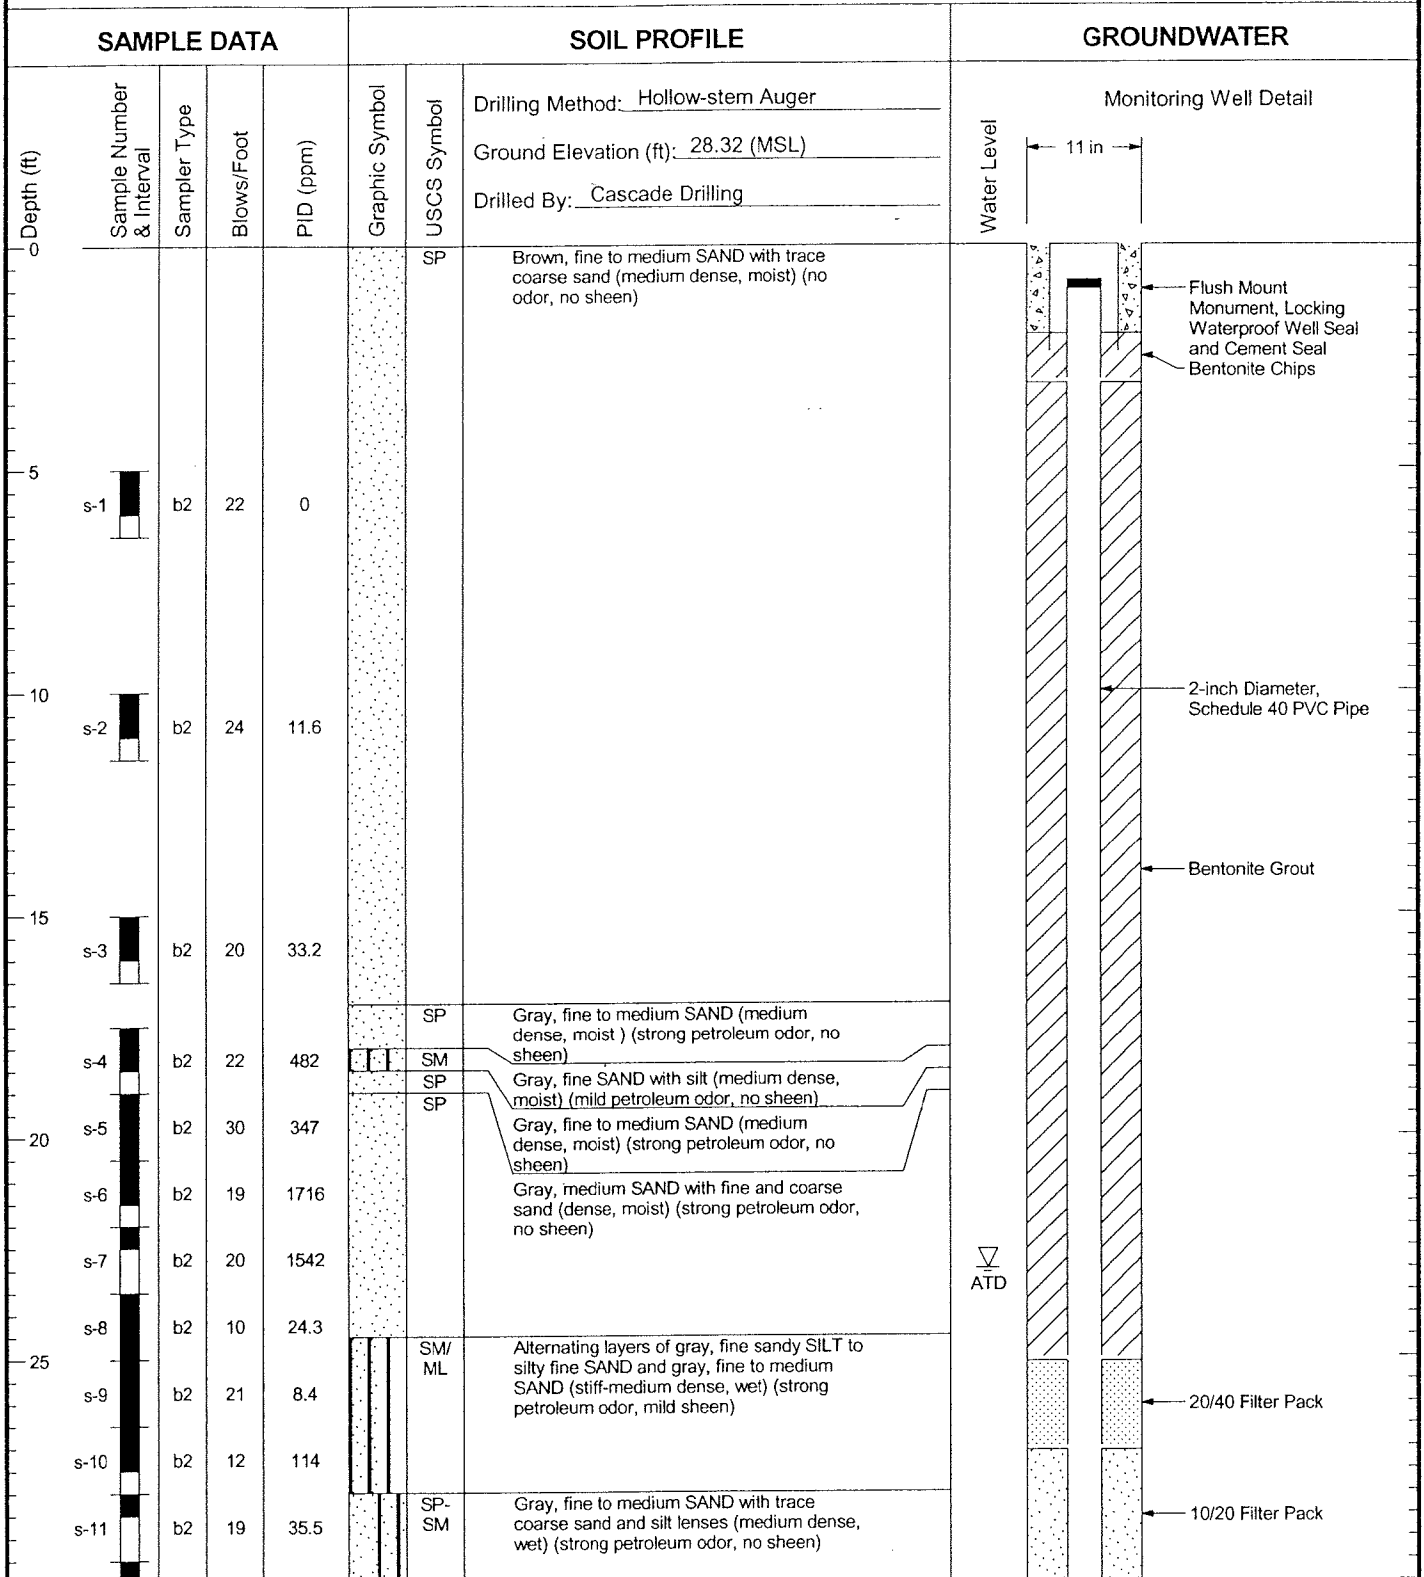 SAMPLE DATA
SOIL PROFILE
GROUNDWATER
Depth (ft)
Sample Number
& Interval
Sampler Type
Blows/Foot
PID (ppm)
Graphic Symbol
USCS Symbol
Drilling Method: Hollow-stem Auger
Ground Elevation (ft): 28.32 (MSL)
Drilled By: Cascade Drilling
Water Level
Monitoring Well Detail
11 in
0
SP
Brown, fine to medium SAND with trace
coarse sand (medium dense, moist) (no
odor, no sheen)
Flush Mount
Monument, Locking
Waterproof Well Seal
and Cement Seal
Bentonite Chips
5
s-1 b2 22 0
10
s-2 b2 24 11.6
2-inch Diameter,
Schedule 40 PVC Pipe
Bentonite Grout
15
s-3 b2 20 33.2
SP
Gray, fine to medium SAND (medium
dense, moist ) (strong petroleum odor, no
sheen)
s-4 b2 22 482
SM
Gray, fine SAND with silt (medium dense,
moist) (mild petroleum odor, no sheen)
SP
Gray, fine to medium SAND (medium
dense, moist) (strong petroleum odor, no
sheen)
SP
Gray, medium SAND with fine and coarse
sand (dense, moist) (strong petroleum odor,
no sheen)
s-5 b2 30 347
20
s-6 b2 19 1716
s-7 b2 20 1542
ATD
s-8 b2 10 24.3
SM/
ML
Alternating layers of gray, fine sandy SILT to
silty fine SAND and gray, fine to medium
SAND (stiff-medium dense, wet) (strong
petroleum odor, mild sheen)
25
s-9 b2 21 8.4
20/40 Filter Pack
s-10 b2 12 114
SP-
SM
Gray, fine to medium SAND with trace
coarse sand and silt lenses (medium dense,
wet) (strong petroleum odor, no sheen)
s-11 b2 19 35.5
10/20 Filter Pack